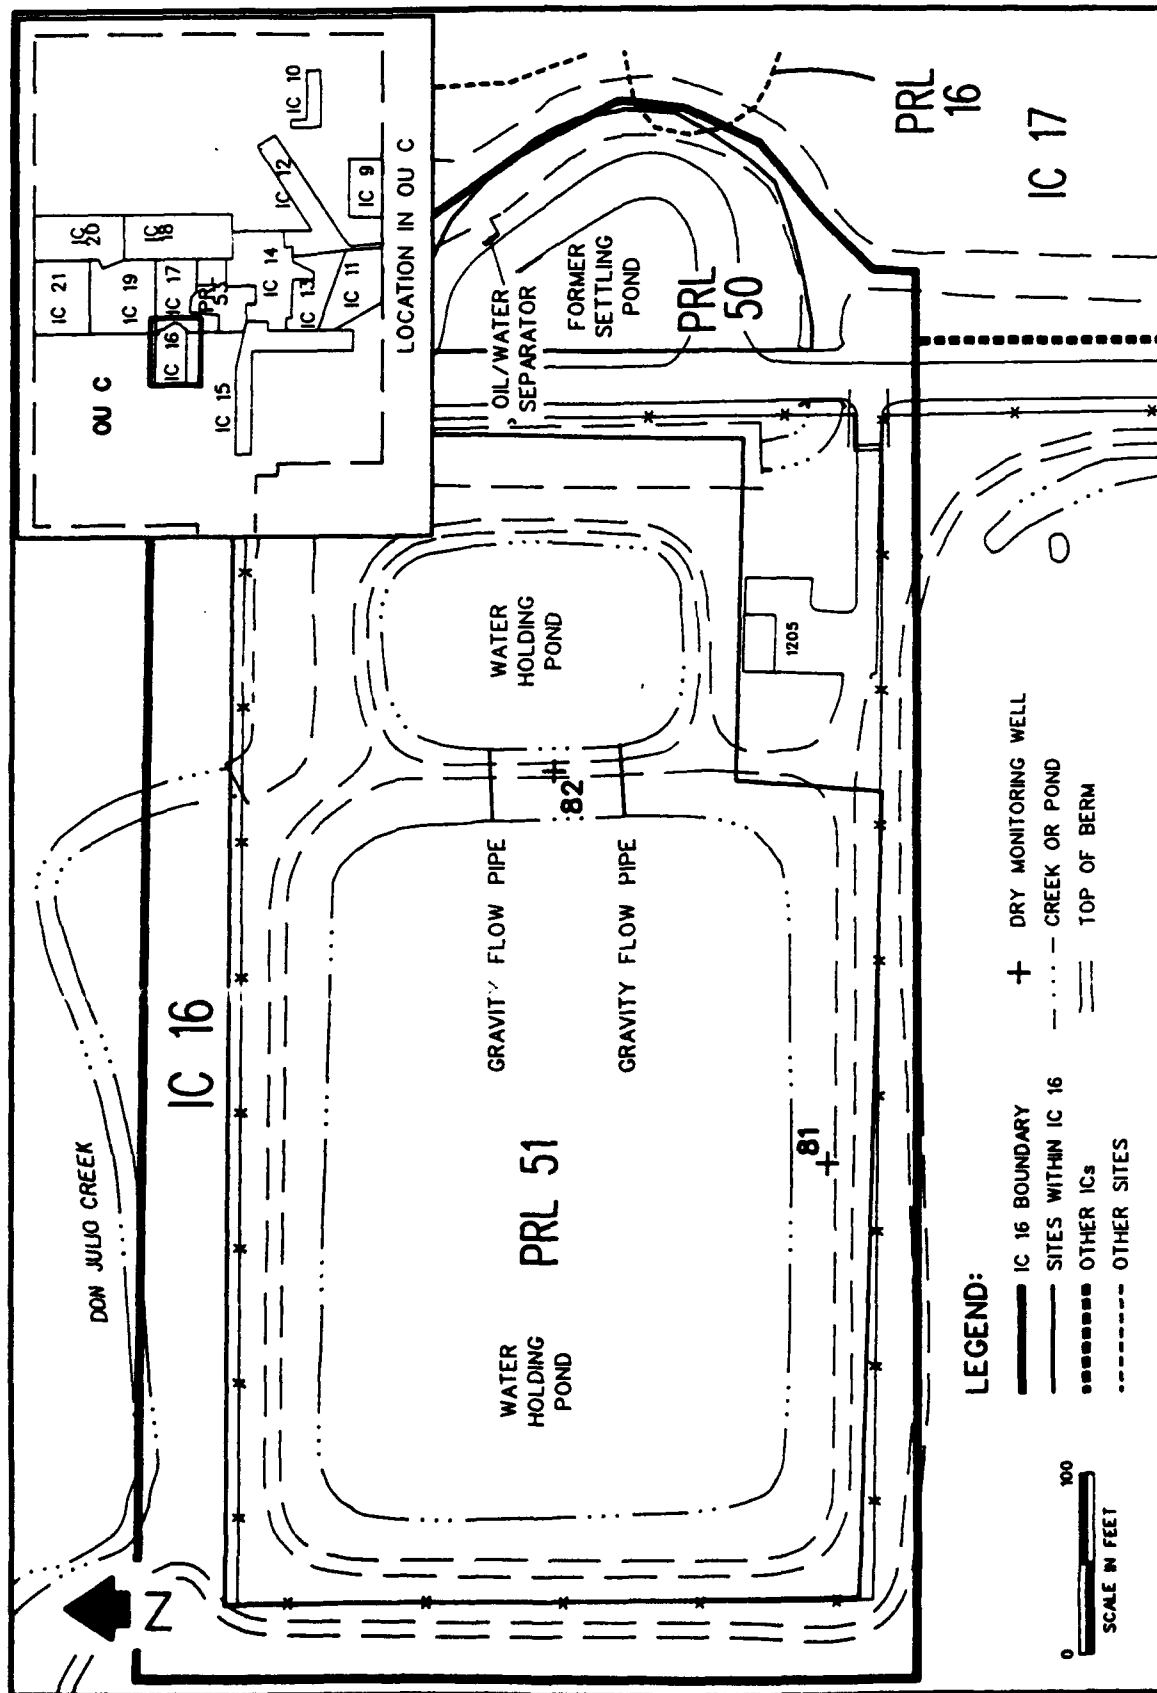 OU C
IC 21
IC
20
IC 19
IC
18
IC 17
PRL
53
IC 16
IC 15
IC 14
IC 13
IC 11
IC 12
IC 9
IC 10
LOCATION IN OU C
DON JULIO CREEK
Z
IC 16
WATER
HOLDING
POND
PRL 51
GRAVITY FLOW PIPE
GRAVITY FLOW PIPE
81
82
WATER
HOLDING
POND
1205
OIL/WATER
SEPARATOR
FORMER
SETTLING
POND
PRL
50
PRL
16
IC 17
LEGEND:
IC 16 BOUNDARY
SITES WITHIN IC 16
OTHER ICs
OTHER SITES
DRY MONITORING WELL
CREEK OR POND
TOP OF BERM
0 100
SCALE IN FEET